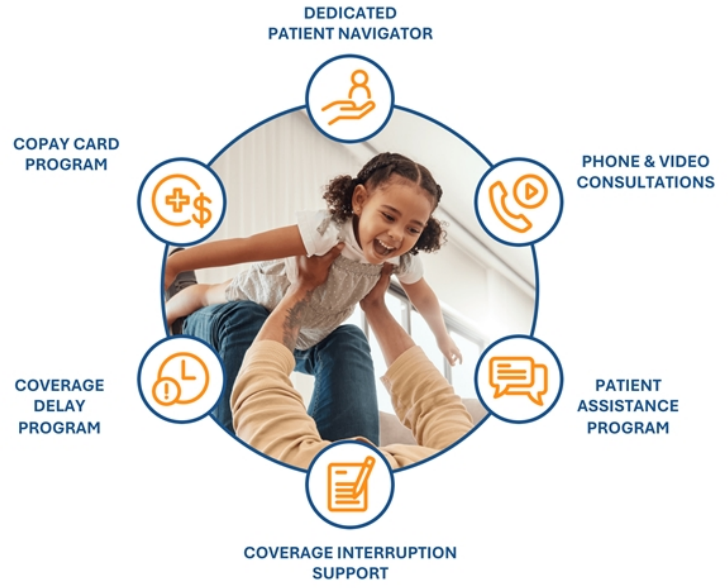 DEDICATED
PATIENT NAVIGATOR
COPAY CARD
PROGRAM
PHONE & VIDEO
CONSULTATIONS
COVERAGE
DELAY
PROGRAM
PATIENT
ASSISTANCE
PROGRAM
COVERAGE INTERRUPTION
SUPPORT